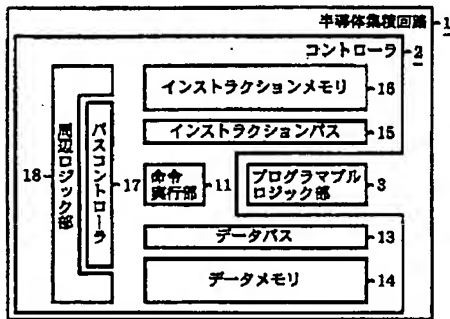 半導体集積回路 1
コントローラ 2
インストラクションメモリ 16
インストラクションバス 15
周辺ロジック部 18
バスコントローラ 17
命令
実行部 11
プログラマブル
ロジック部 3
データバス 13
データメモリ 14